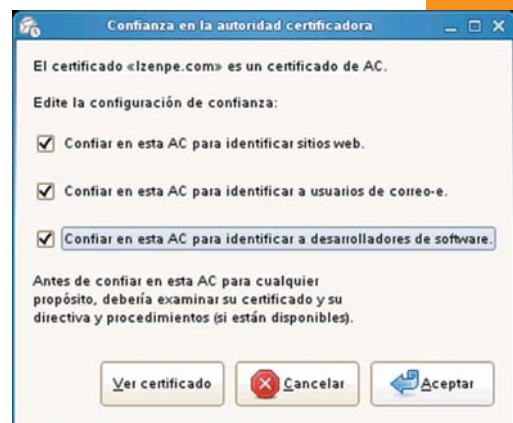 Confianza en la autoridad certificadora
El certificado «Izenpe.com» es un certificado de AC.
Edite la configuración de confianza:
Confiar en esta AC para identificar sitios web.
Confiar en esta AC para identificar a usuarios de correo-e.
Confiar en esta AC para identificar a desarrolladores de software.
Antes de confiar en esta AC para cualquier
propósito, debería examinar su certificado y su
directiva y procedimientos (si están disponibles).
Ver certificado
Cancelar
Aceptar